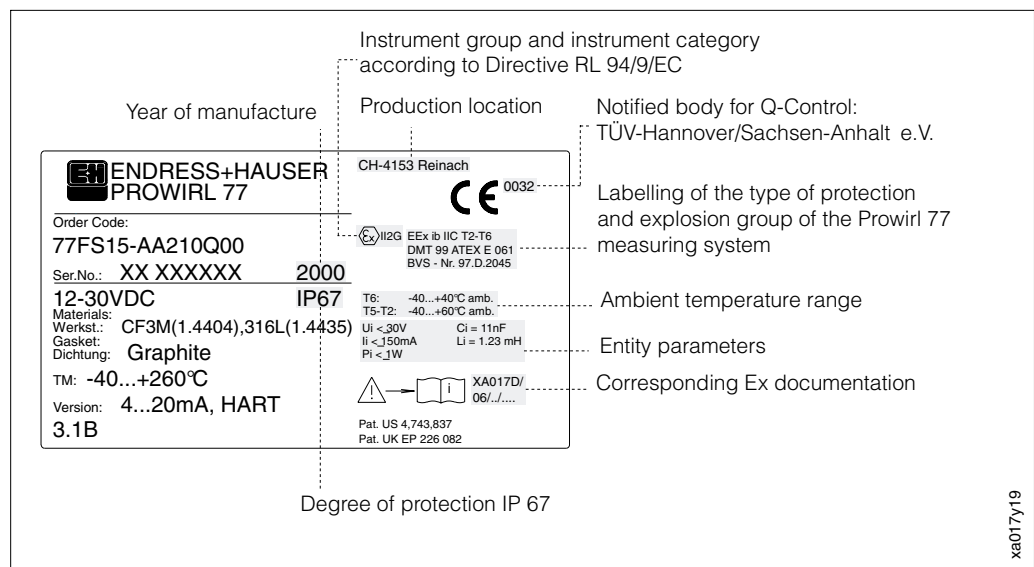 Instrument group and instrument category
according to Directive RL 94/9/EC
Year of manufacture
Production location
Notified body for Q-Control:
TÜV-Hannover/Sachsen-Anhalt e.V.
ENDRESS+HAUSER
PROWIRL 77
CH-4153 Reinach
CE 0032
Labelling of the type of protection
and explosion group of the Prowirl 77
measuring system
Order Code:
77FS15-AA210Q00
Ser.No.: XX XXXXXX 2000
Ex II2G EEx ib IIC T2-T6
DMT 99 ATEX E 061
BVS - Nr. 97.D.2045
12-30VDC IP67
Materials:
Werkst.: CF3M(1.4404),316L(1.4435)
Gasket:
Dichtung: Graphite
TM: -40...+260°C
Version: 4...20mA, HART
3.1B
T6: -40...+40°C amb.
T5-T2: -40...+60°C amb.
Ambient temperature range
Ui < 30V Ci = 11nF
Ii < 150mA Li = 1.23 mH
Pi < 1W
Entity parameters
i XA017D/
06/../....
Corresponding Ex documentation
Pat. US 4,743,837
Pat. UK EP 226 082
Degree of protection IP 67
xa017y19